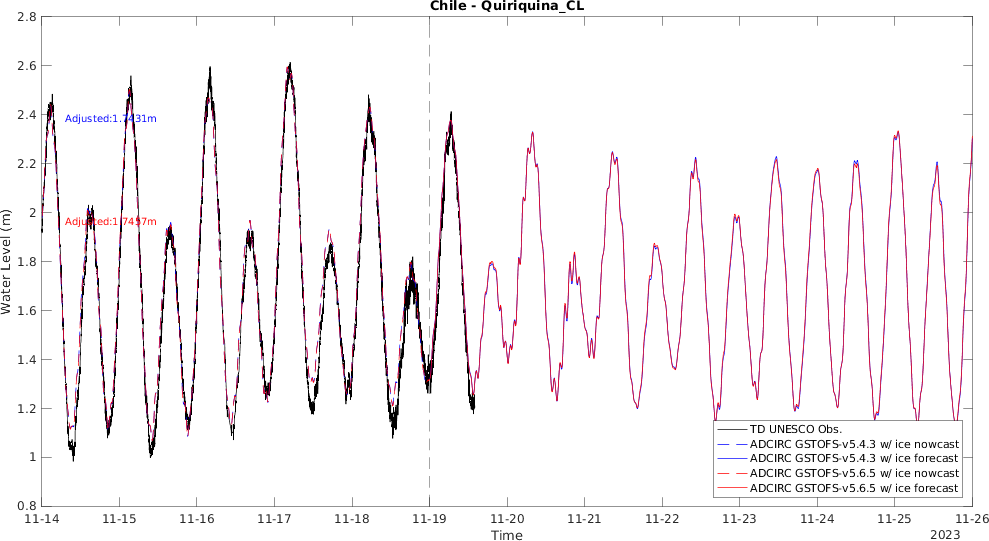 Chile - Quiriquina_CL
2.8
2.6
2.4
2.2
2
1.8
1.6
1.4
1.2
1
0.8
Water Level (m)
Adjusted:1.7431m
Adjusted:1.7457m
TD UNESCO Obs.
ADCIRC GSTOFS-v5.4.3 w/ ice nowcast
ADCIRC GSTOFS-v5.4.3 w/ ice forecast
ADCIRC GSTOFS-v5.6.5 w/ ice nowcast
ADCIRC GSTOFS-v5.6.5 w/ ice forecast
11-14 11-15 11-16 11-17 11-18 11-19 11-20 11-21 11-22 11-23 11-24 11-25 11-26
Time
2023